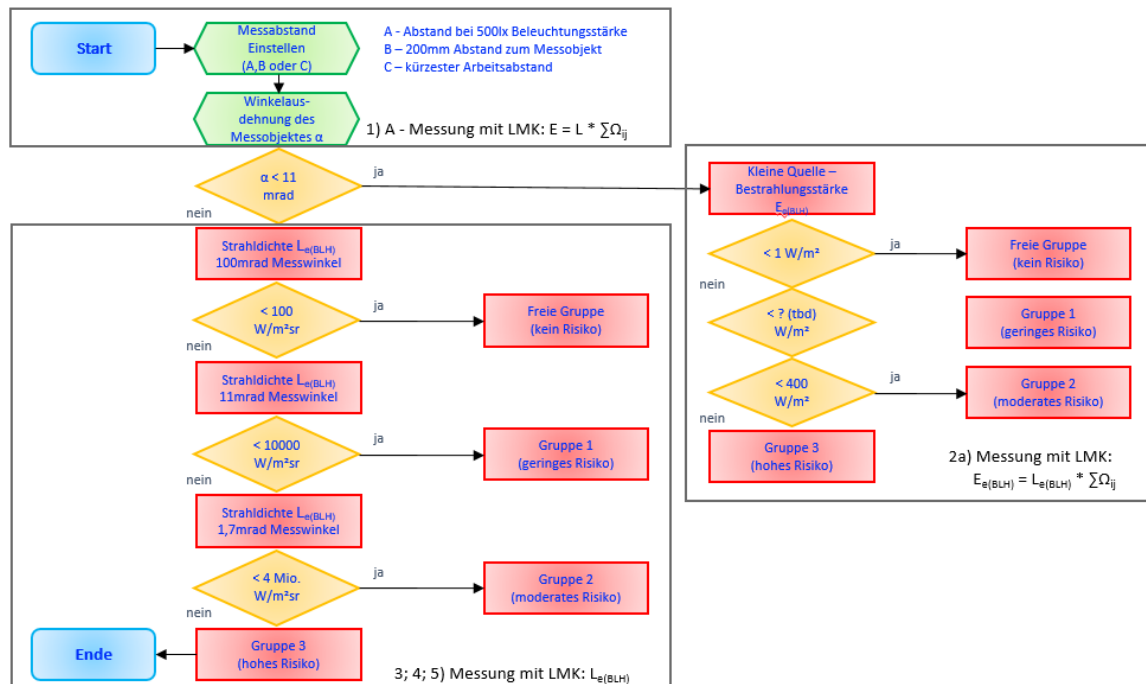 Start
Messabstand
Einstellen
(A,B oder C)
A - Abstand bei 500lx Beleuchtungsstärke
B – 200mm Abstand zum Messobjekt
C – kürzester Arbeitsabstand
Winkelaus-
dehnung des
Messobjektes α
1) A - Messung mit LMK: E = L * ∑Ωij
α < 11
mrad
ja
nein
Kleine Quelle –
Bestrahlungsstärke
Ee(BLH)
< 1 W/m²
ja
nein
Freie Gruppe
(kein Risiko)
< ? (tbd)
W/m²
Gruppe 1
(geringes Risiko)
< 400
W/m²
ja
nein
Gruppe 2
(moderates Risiko)
Gruppe 3
(hohes Risiko)
2a) Messung mit LMK:
Ee(BLH) = Le(BLH) * ∑Ωij
Strahldichte Le(BLH)
100mrad Messwinkel
< 100
W/m²sr
ja
nein
Freie Gruppe
(kein Risiko)
Strahldichte Le(BLH)
11mrad Messwinkel
< 10000
W/m²sr
ja
nein
Gruppe 1
(geringes Risiko)
Strahldichte Le(BLH)
1,7mrad Messwinkel
< 4 Mio.
W/m²sr
ja
nein
Gruppe 2
(moderates Risiko)
Gruppe 3
(hohes Risiko)
Ende
3; 4; 5) Messung mit LMK: Le(BLH)